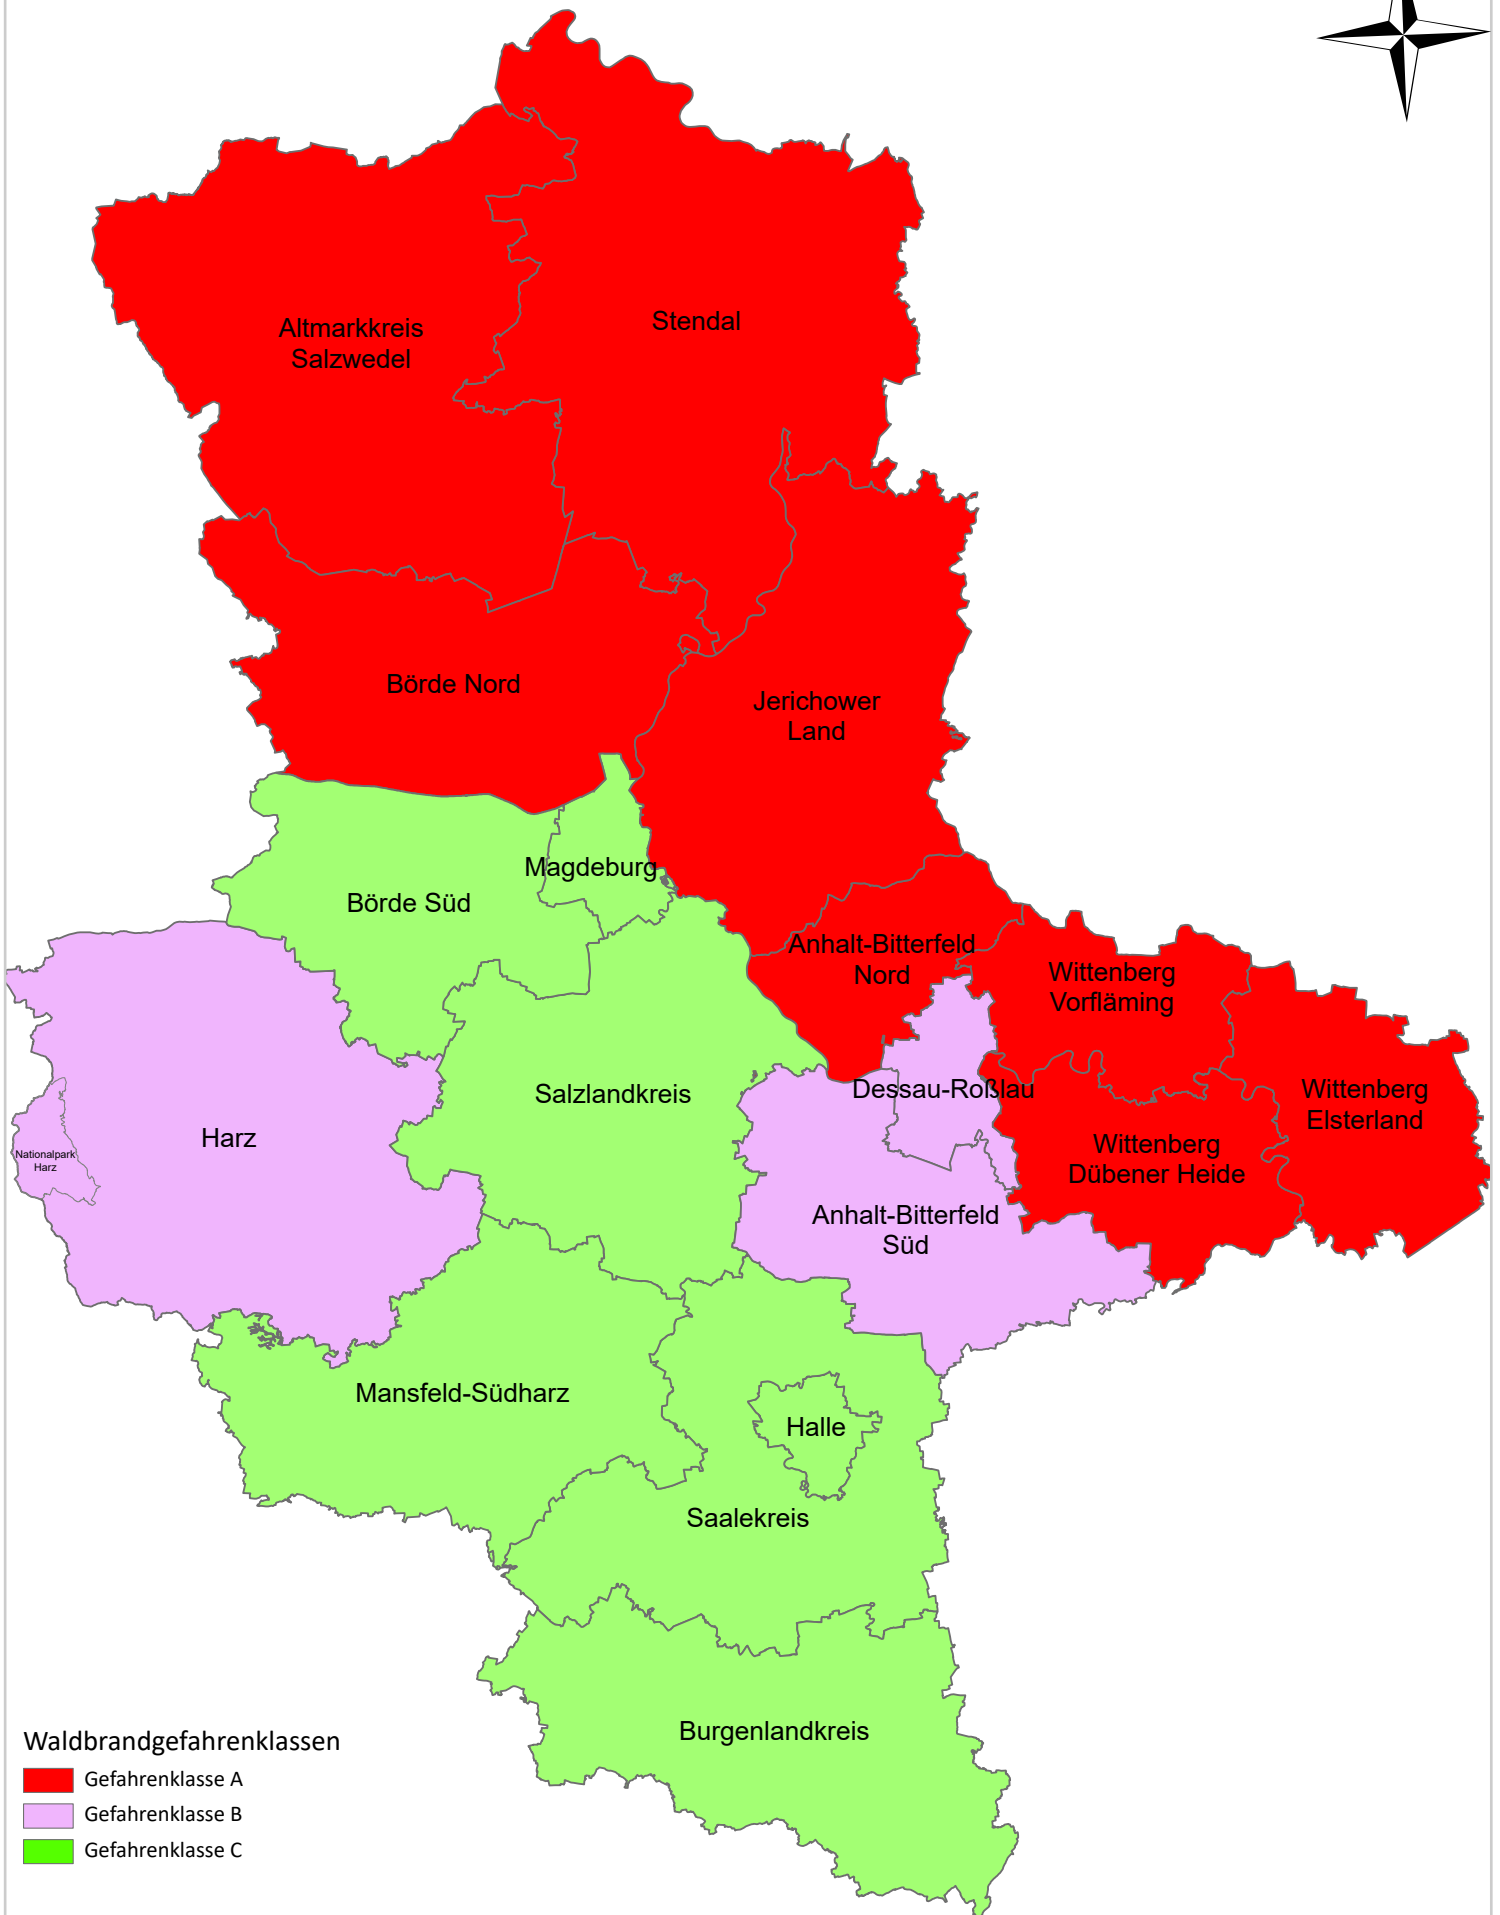 Altmarkkreis
Salzwedel
Stendal
Börde Nord
Jerichower
Land
Magdeburg
Börde Süd
Anhalt-Bitterfeld
Nord
Wittenberg
Vorfläming
Salzlandkreis
Dessau-Roßlau
Wittenberg
Elsterland
Harz
Nationalpark
Harz
Wittenberg
Dübener Heide
Anhalt-Bitterfeld
Süd
Mansfeld-Südharz
Halle
Saalekreis
Burgenlandkreis
Waldbrandgefahrenklassen
Gefahrenklasse A
Gefahrenklasse B
Gefahrenklasse C